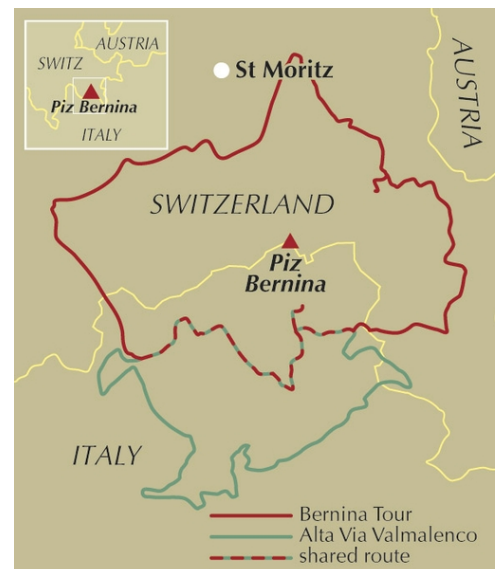 AUSTRIA
SWITZ
Piz Bernina
ITALY
St Moritz
AUSTRIA
SWITZERLAND
Piz
Bernina
ITALY
Bernina Tour
Alta Via Valmalenco
shared route